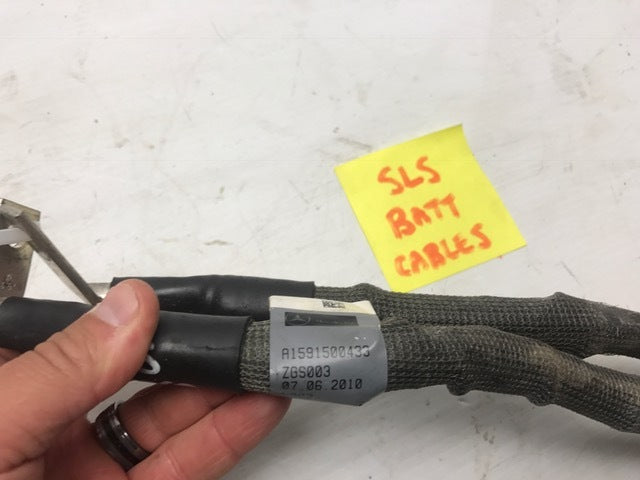 SLS
BATT
CABLES
A1591500433
ZGS003
07.06.2010